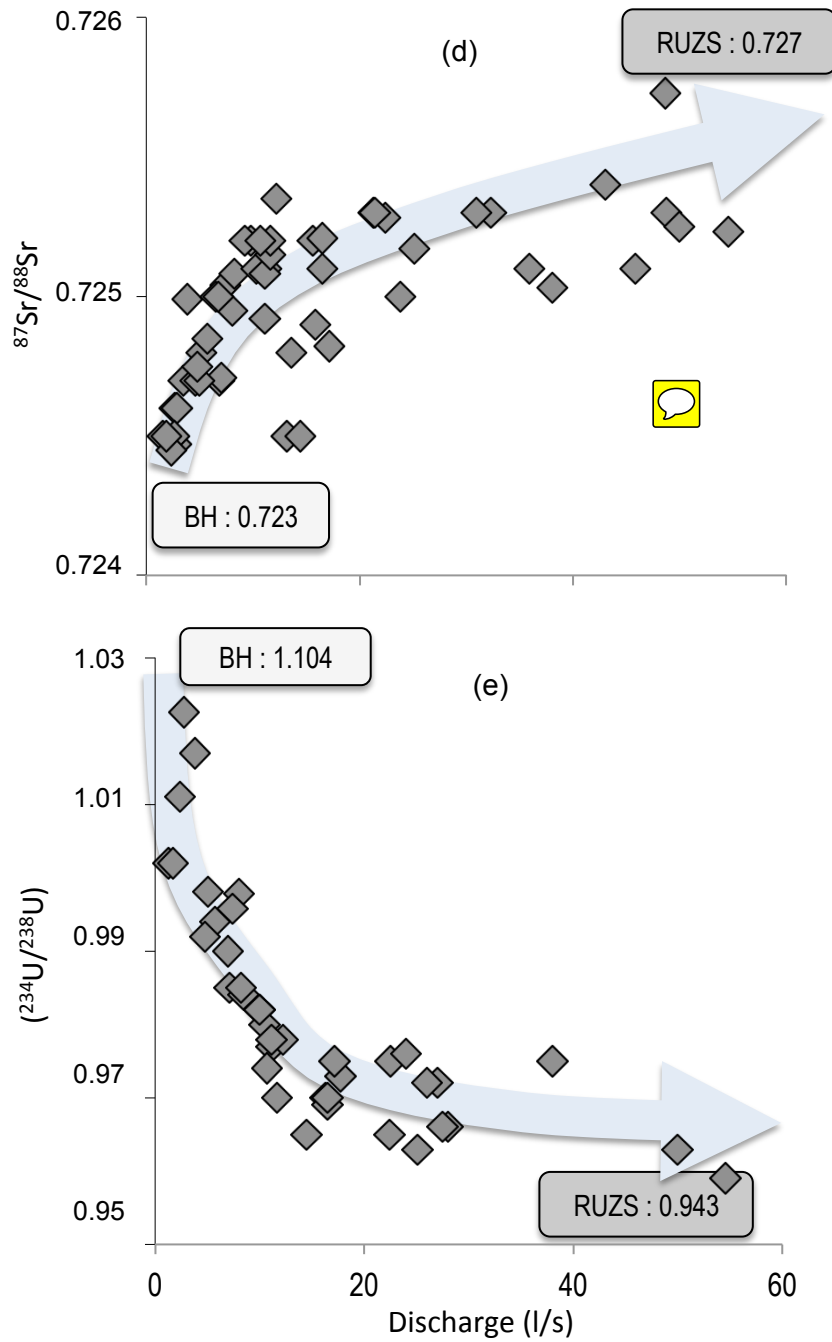 0.726
(d)
RUZS : 0.727
⁸⁷Sr/⁸⁸Sr
0.725
BH : 0.723
0.724
1.03
BH : 1.104
(e)
1.01
(²³⁴U/²³⁸U)
0.99
0.97
RUZS : 0.943
0.95
0 20 40 60
Discharge (l/s)